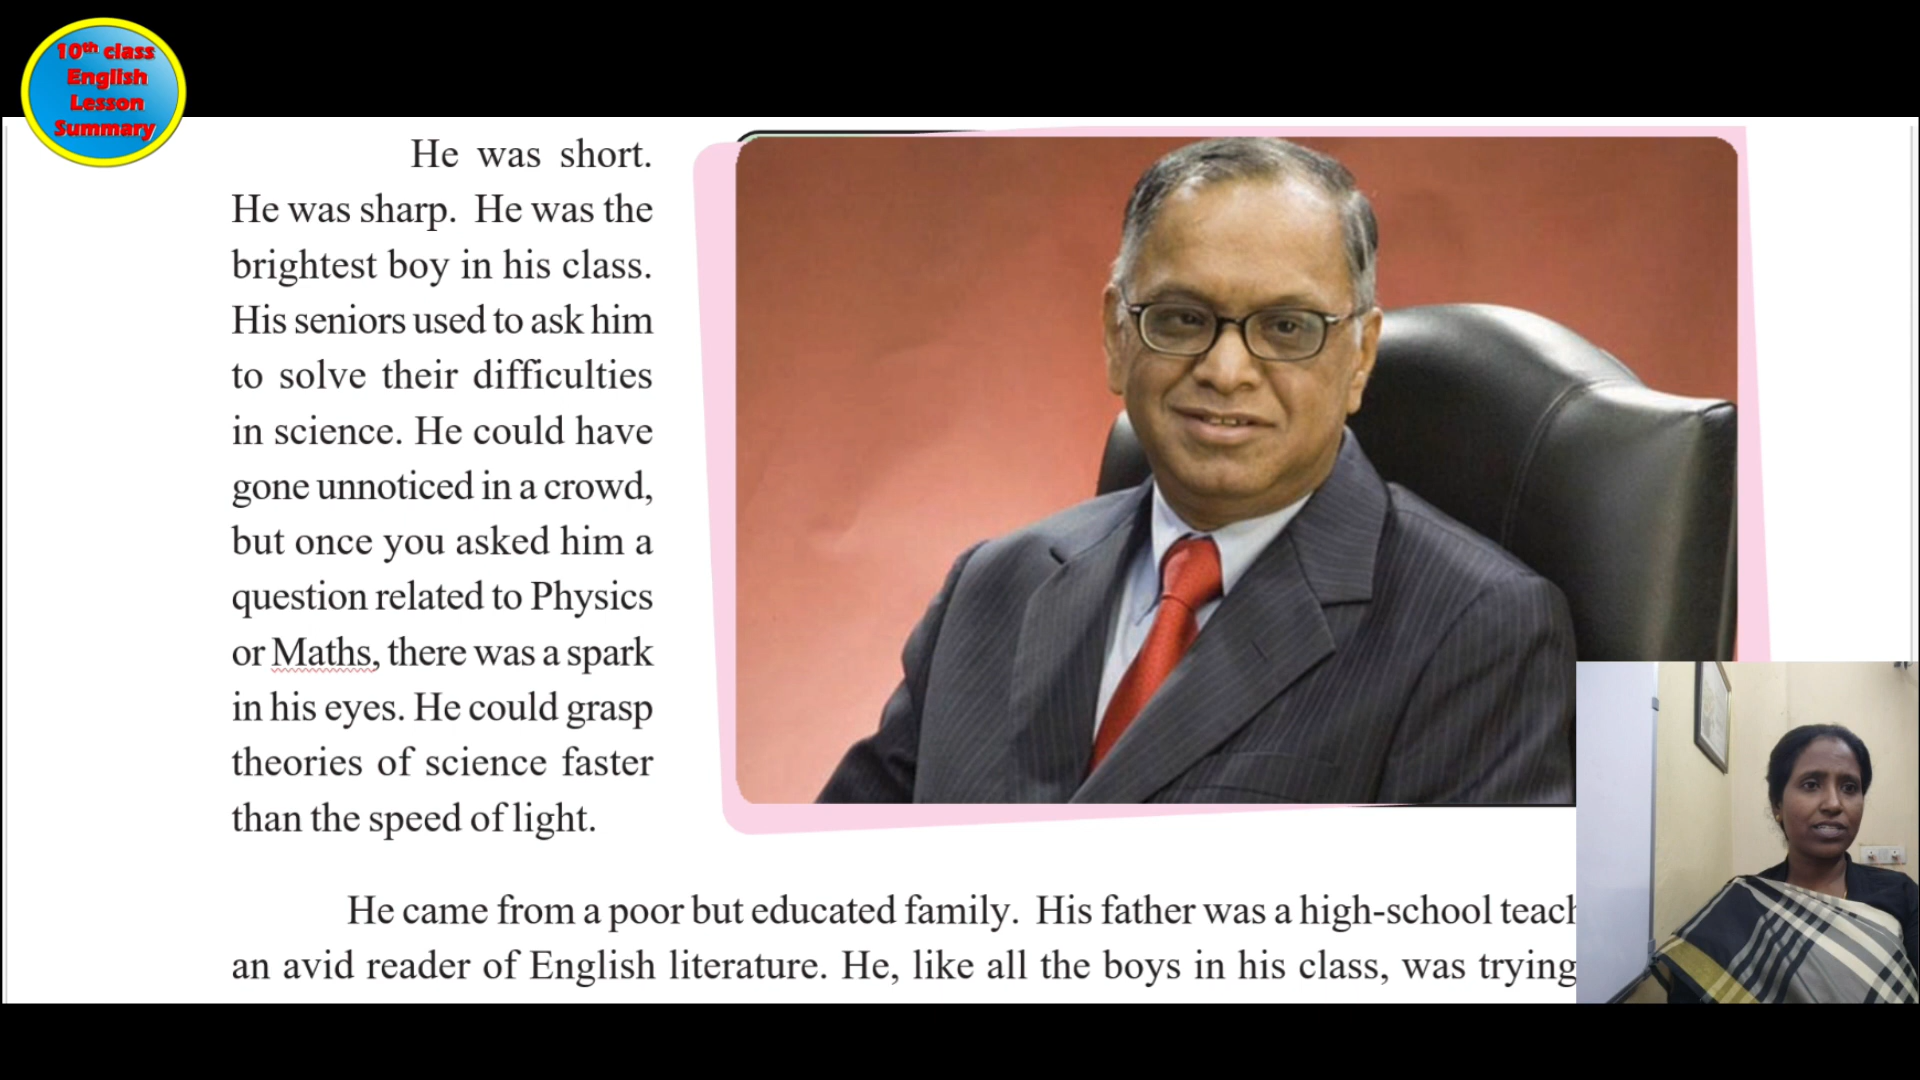 10th class
English
Lesson
Summary
He was short.
He was sharp. He was the
brightest boy in his class.
His seniors used to ask him
to solve their difficulties
in science. He could have
gone unnoticed in a crowd,
but once you asked him a
question related to Physics
or Maths, there was a spark
in his eyes. He could grasp
theories of science faster
than the speed of light.
He came from a poor but educated family. His father was a high-school teach
an avid reader of English literature. He, like all the boys in his class, was trying